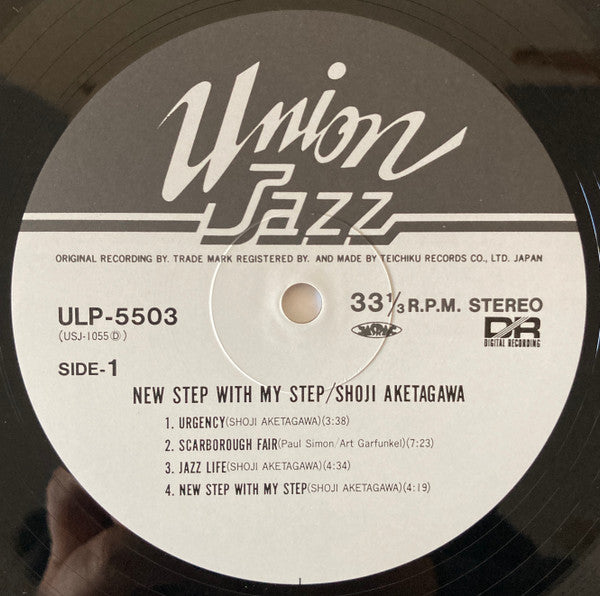 Union
Jazz
ORIGINAL RECORDING BY. TRADE MARK REGISTERED BY. AND MADE BY TEICHIKU RECORDS CO., LTD. JAPAN
ULP-5503
33 1/3 R.P.M. STEREO
(USJ-1055Ⓓ)
JASRAC
DR
DIGITAL RECORDING
SIDE-1
NEW STEP WITH MY STEP/SHOJI AKETAGAWA
1. URGENCY(SHOJI AKETAGAWA)(3:38)
2. SCARBOROUGH FAIR(Paul Simon/Art Garfunkel)(7:23)
3. JAZZ LIFE(SHOJI AKETAGAWA)(4:34)
4. NEW STEP WITH MY STEP(SHOJI AKETAGAWA)(4:19)